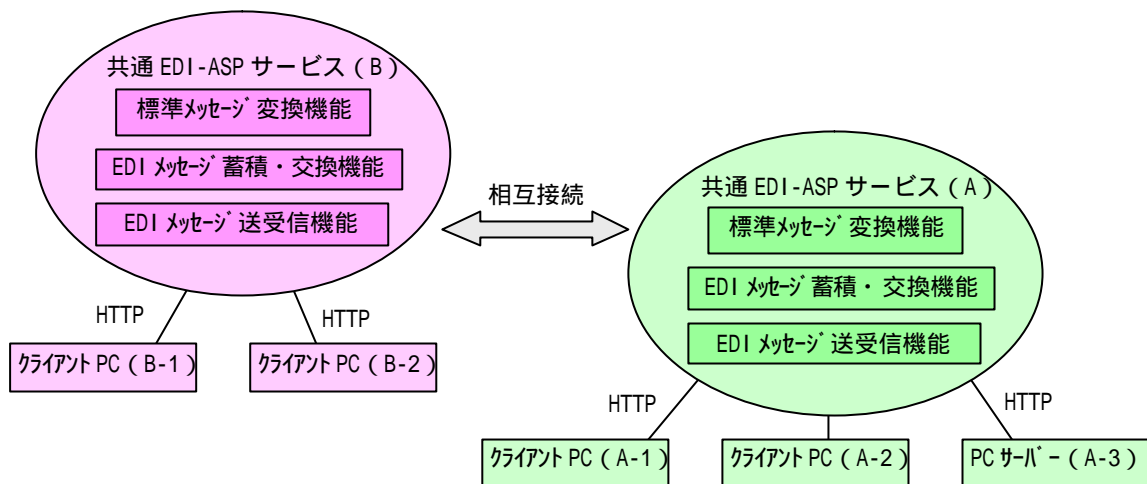 共通 EDI-ASP サービス（B）
標準ﾒｯｾｰｼﾞ変換機能
EDI ﾒｯｾｰｼﾞ蓄積・交換機能
EDI ﾒｯｾｰｼﾞ送受信機能
相互接続
共通 EDI-ASP サービス（A）
標準ﾒｯｾｰｼﾞ変換機能
EDI ﾒｯｾｰｼﾞ蓄積・交換機能
EDI ﾒｯｾｰｼﾞ送受信機能
HTTP
HTTP
ｸﾗｲｱﾝﾄ PC（B-1）
ｸﾗｲｱﾝﾄ PC（B-2）
HTTP
HTTP
ｸﾗｲｱﾝﾄ PC（A-1）
ｸﾗｲｱﾝﾄ PC（A-2）
PC ｻｰﾊﾞｰ（A-3）